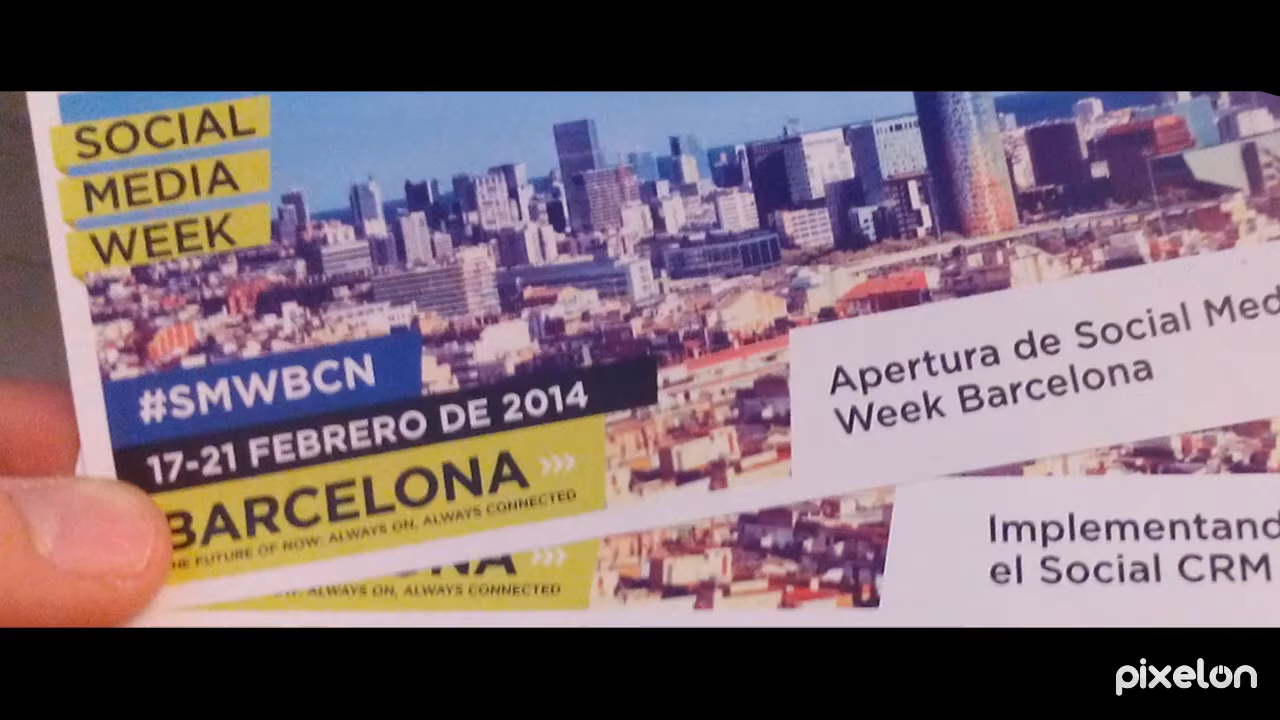 SOCIAL
MEDIA
WEEK
#SMWBCN
17-21 FEBRERO DE 2014
BARCELONA
THE FUTURE OF NOW: ALWAYS ON, ALWAYS CONNECTED
Apertura de Social Med
Week Barcelona
ONA
ALWAYS ON, ALWAYS CONNECTED
Implementand
el Social CRM
pixelon